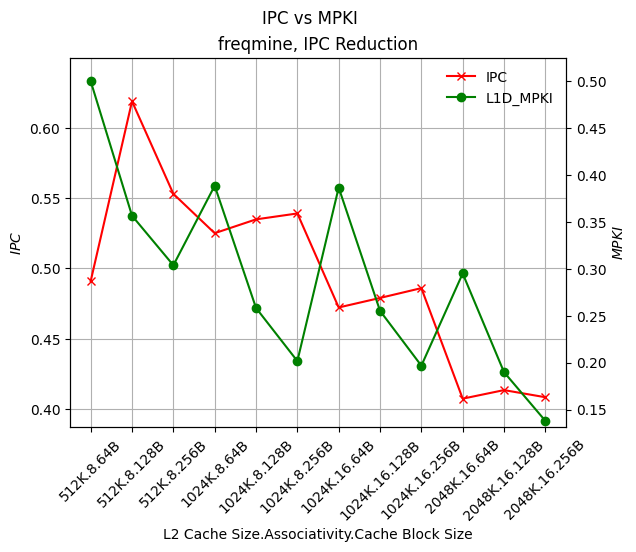 IPC vs MPKI
freqmine, IPC Reduction
IPC
L1D_MPKI
0.60
0.55
0.50
0.45
0.40
IPC
0.50
0.45
0.40
0.35
0.30
0.25
0.20
0.15
MPKI
512K.8.64B
512K.8.128B
512K.8.256B
1024K.8.64B
1024K.8.128B
1024K.8.256B
1024K.16.64B
1024K.16.128B
1024K.16.256B
2048K.16.64B
2048K.16.128B
2048K.16.256B
L2 Cache Size.Associativity.Cache Block Size